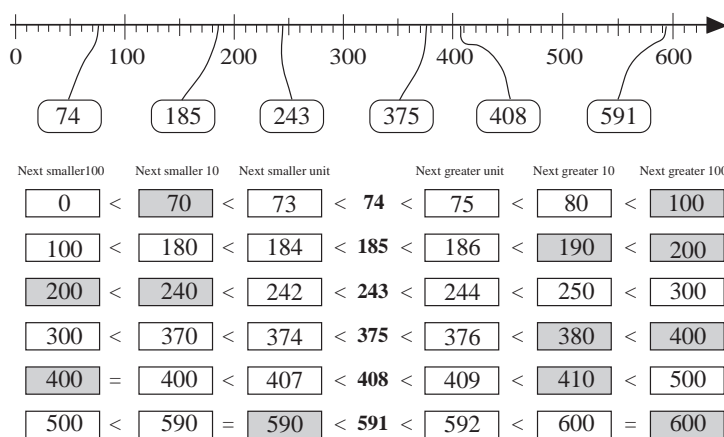 0 100 200 300 400 500 600
74 185 243 375 408 591
Next smaller100 Next smaller 10 Next smaller unit Next greater unit Next greater 10 Next greater 100
0 < 70 < 73 < 74 < 75 < 80 < 100
100 < 180 < 184 < 185 < 186 < 190 < 200
200 < 240 < 242 < 243 < 244 < 250 < 300
300 < 370 < 374 < 375 < 376 < 380 < 400
400 = 400 < 407 < 408 < 409 < 410 < 500
500 < 590 = 590 < 591 < 592 < 600 = 600